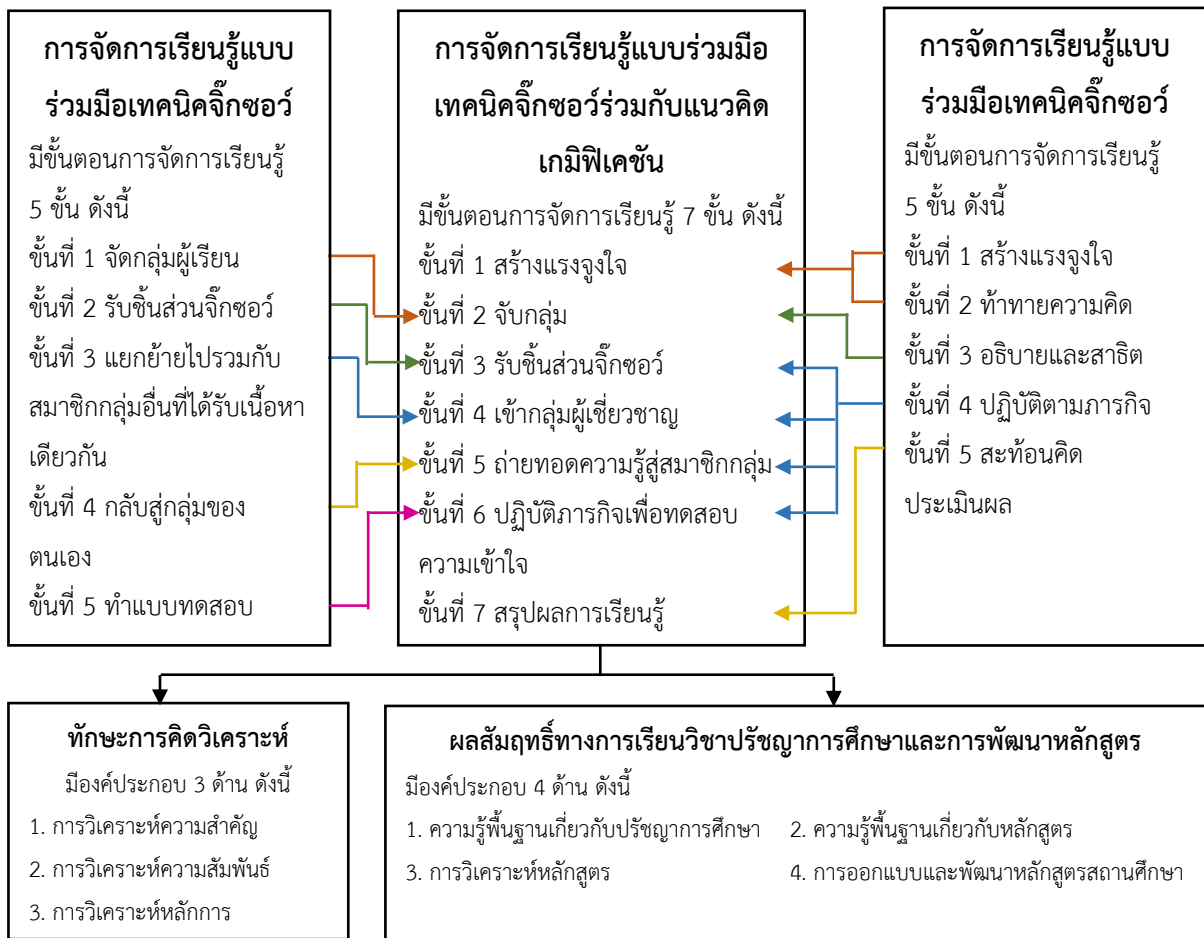 การจัดการเรียนรู้แบบ
ร่วมมือเทคนิคจิ๊กซอว์
มีขั้นตอนการจัดการเรียนรู้
5 ขั้น ดังนี้
ขั้นที่ 1 จัดกลุ่มผู้เรียน
ขั้นที่ 2 รับชิ้นส่วนจิ๊กซอว์
ขั้นที่ 3 แยกย้ายไปรวมกับ
สมาชิกกลุ่มอื่นที่ได้รับเนื้อหา
เดียวกัน
ขั้นที่ 4 กลับสู่กลุ่มของ
ตนเอง
ขั้นที่ 5 ทำแบบทดสอบ
การจัดการเรียนรู้แบบร่วมมือ
เทคนิคจิ๊กซอว์ร่วมกับแนวคิด
เกมิฟิเคชัน
มีขั้นตอนการจัดการเรียนรู้ 7 ขั้น ดังนี้
ขั้นที่ 1 สร้างแรงจูงใจ
ขั้นที่ 2 จับกลุ่ม
ขั้นที่ 3 รับชิ้นส่วนจิ๊กซอว์
ขั้นที่ 4 เข้ากลุ่มผู้เชี่ยวชาญ
ขั้นที่ 5 ถ่ายทอดความรู้สู่สมาชิกกลุ่ม
ขั้นที่ 6 ปฏิบัติภารกิจเพื่อทดสอบ
ความเข้าใจ
ขั้นที่ 7 สรุปผลการเรียนรู้
การจัดการเรียนรู้แบบ
ร่วมมือเทคนิคจิ๊กซอว์
มีขั้นตอนการจัดการเรียนรู้
5 ขั้น ดังนี้
ขั้นที่ 1 สร้างแรงจูงใจ
ขั้นที่ 2 ท้าทายความคิด
ขั้นที่ 3 อธิบายและสาธิต
ขั้นที่ 4 ปฏิบัติตามภารกิจ
ขั้นที่ 5 สะท้อนคิด
ประเมินผล
ทักษะการคิดวิเคราะห์
มีองค์ประกอบ 3 ด้าน ดังนี้
1. การวิเคราะห์ความสำคัญ
2. การวิเคราะห์ความสัมพันธ์
3. การวิเคราะห์หลักการ
ผลสัมฤทธิ์ทางการเรียนวิชาปรัชญาการศึกษาและการพัฒนาหลักสูตร
มีองค์ประกอบ 4 ด้าน ดังนี้
1. ความรู้พื้นฐานเกี่ยวกับปรัชญาการศึกษา 2. ความรู้พื้นฐานเกี่ยวกับหลักสูตร
3. การวิเคราะห์หลักสูตร 4. การออกแบบและพัฒนาหลักสูตรสถานศึกษา